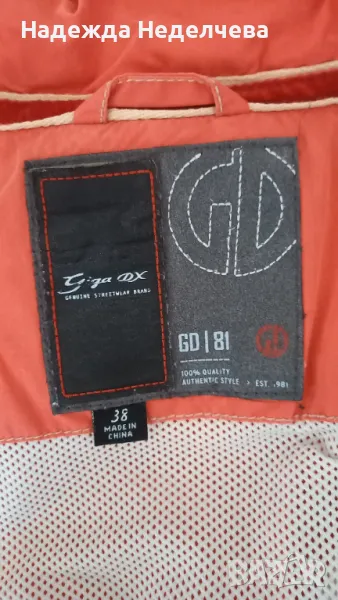 Надежда Неделчева
GD
G.I.G.A DX
GENUINE STREETWEAR BRAND
GD | 81
100% QUALITY
AUTHENTIC STYLE > EST .981
38
MADE IN
CHINA
BAZAR